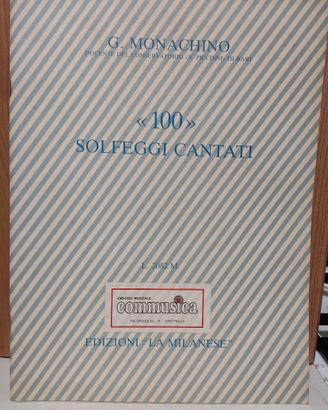 G. MONACHINO
DOCENTE DEL CONSERVATORIO «N. PICCINNI» DI BARI
«100»
SOLFEGGI CANTATI
L. 2082 M.
EMPORIO MUSICALE
commusica
EDIZIONI "LA MILANESE"